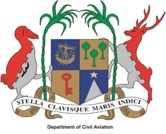 STELLA CLAVISQUE MARIS INDICI
Department of Civil Aviation